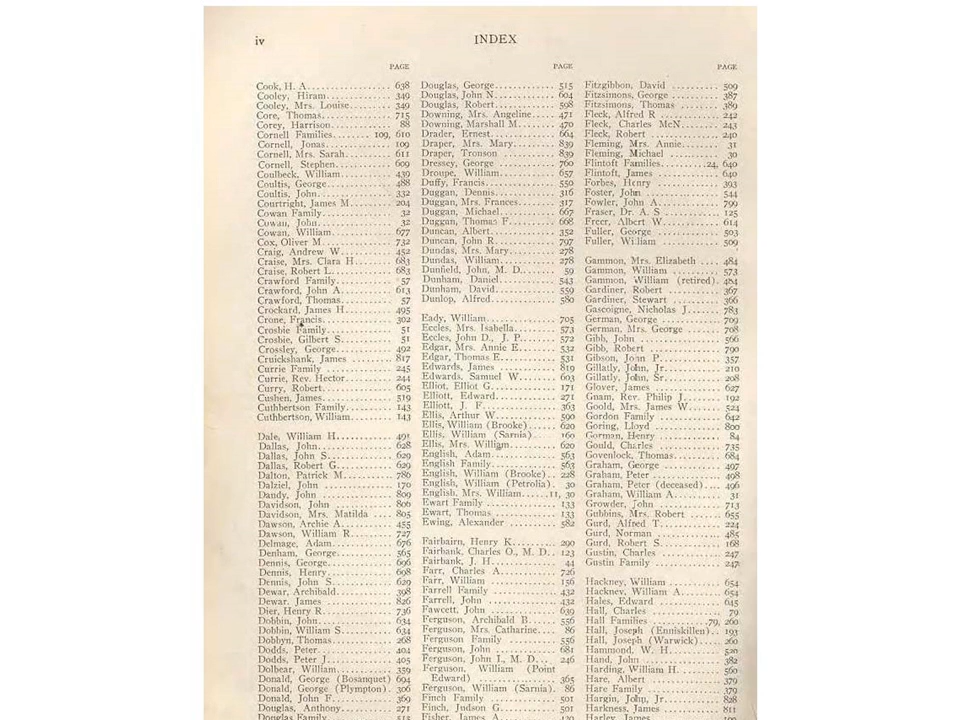 iv
INDEX
PAGE
Cook, H. A. 638
Cooley, Hiram 349
Cooley, Mrs. Louise 349
Core, Thomas 715
Corey, Harrison 88
Cornell Families 109, 610
Cornell, Jonas 109
Cornell, Mrs. Sarah 611
Cornell, Stephen 609
Coulbeck, William 439
Coultis, George 488
Coultis, John 332
Courtright, James M. 204
Cowan Family 32
Cowan, John 32
Cowan, William 677
Cox, Oliver M. 732
Craig, Andrew W. 452
Craise, Mrs. Clara H. 683
Craise, Robert L. 683
Crawford Family 57
Crawford, John A. 613
Crawford, Thomas 57
Crockard, James H. 495
Crone, Francis 302
Crosbie Family 51
Crosbie, Gilbert S. 51
Crossley, George 492
Cruickshank, James 817
Currie Family 245
Currie, Rev. Hector 244
Curry, Robert 605
Cushen, James 519
Cuthbertson Family 143
Cuthbertson, William 143
Dale, William H. 491
Dallas, John 628
Dallas, John S. 629
Dallas, Robert G. 629
Dalton, Patrick M. 786
Dalziel, John 170
Dandy, John 809
Davidson, John 806
Davidson, Mrs. Matilda 805
Dawson, Archie A. 455
Dawson, William R. 727
Delmage, Adam 676
Denham, George 565
Dennis, George 696
Dennis, Henry 698
Dennis, John S. 629
Dewar, Archibald 398
Dewar, James 826
Dier, Henry R. 736
Dobbin, John 634
Dobbin, William S. 634
Dobbyn, Thomas 268
Dodds, Peter 404
Dodds, Peter J. 405
Dolbear, William 359
Donald, George (Bosanquet) 694
Donald, George (Plympton) 306
Donald, John F. 369
Douglas, Anthony 271
Douglas Family 515
PAGE
Douglas, George 515
Douglas, John N. 604
Douglas, Robert 598
Downing, Mrs. Angeline 471
Downing, Marshall M. 470
Drader, Ernest 664
Draper, Mrs. Mary 839
Draper, Tronson 839
Dressey, George 760
Droupe, William 657
Duffy, Francis 550
Duggan, Dennis 316
Duggan, Mrs. Frances 317
Duggan, Michael 667
Duggan, Thomas F. 668
Duncan, Albert 352
Duncan, John R. 797
Dundas, Mrs. Mary 278
Dundas, William 278
Dunfield, John, M. D. 59
Dunham, Daniel 543
Dunham, David 559
Dunlop, Alfred 580
Eady, William 705
Eccles, Mrs. Isabella 573
Eccles, John D., J. P. 572
Edgar, Mrs. Annie E. 532
Edgar, Thomas E. 531
Edwards, James 819
Edwards, Samuel W. 603
Elliot, Elliot G. 171
Elliott, Edward 271
Elliott, J. F. 363
Ellis, Arthur W. 590
Ellis, William (Brooke) 620
Ellis, William (Sarnia) 160
Ellis, Mrs. William 620
English, Adam 563
English Family 563
English, William (Brooke) 228
English, William (Petrolia) 30
English, Mrs. William 11, 30
Ewart Family 133
Ewart, Thomas 133
Ewing, Alexander 582
Fairbairn, Henry K. 290
Fairbank, Charles O., M. D. 123
Fairbank, J. H. 44
Farr, Charles A. 726
Farr, William 156
Farrell Family 432
Farrell, John 432
Fawcett, John 639
Ferguson, Archibald B. 556
Ferguson, Mrs. Catharine 86
Ferguson Family 556
Ferguson, John 681
Ferguson, John I., M. D. 246
Ferguson, William (Point
Edward) 365
Ferguson, William (Sarnia) 86
Finch Family 501
Finch, Judson G. 501
Fisher, James A.
PAGE
Fitzgibbon, David 509
Fitzsimons, George 387
Fitzsimons, Thomas 389
Fleck, Alfred R 242
Fleck, Charles McN. 243
Fleck, Robert 240
Fleming, Mrs. Annie 31
Fleming, Michael 30
Flintoft Families 24, 640
Flintoft, James 640
Forbes, Henry 393
Foster, John 544
Fowler, John A. 799
Fraser, Dr. A. S 125
Freer, Albert W. 614
Fuller, George 503
Fuller, William 509
Gammon, Mrs. Elizabeth 484
Gammon, William 573
Gammon, William (retired) 484
Gardiner, Robert 367
Gardiner, Stewart 366
Gascoigne, Nicholas J. 783
German, George 709
German, Mrs. George 708
Gibb, John 566
Gibb, Robert 790
Gibson, John P. 357
Gillatly, John, Jr. 210
Gillatly, John, Sr. 208
Glover, James 627
Gnam, Rev. Philip J. 192
Goold, Mrs. James W. 524
Gordon Family 642
Goring, Lloyd 800
Gorman, Henry 84
Gould, Charles 735
Govenlock, Thomas 684
Graham, George 497
Graham, Peter 498
Graham, Peter (deceased) 496
Graham, William A. 31
Growder, John 713
Gubbins, Mrs. Robert 655
Gurd, Alfred T. 224
Gurd, Norman 485
Gurd, Robert S. 168
Gustin, Charles 247
Gustin Family 247
Hackney, William 654
Hackney, William A. 654
Hales, Edward 645
Hall, Charles 79
Hall Families 79, 260
Hall, Joseph (Enniskillen) 193
Hall, Joseph (Warwick) 260
Hammond, W. H. 520
Hand, John 382
Harding, William H. 560
Hare, Albert 379
Hare Family 379
Hargin, John, Jr. 828
Harkness, James 811
Harley, James